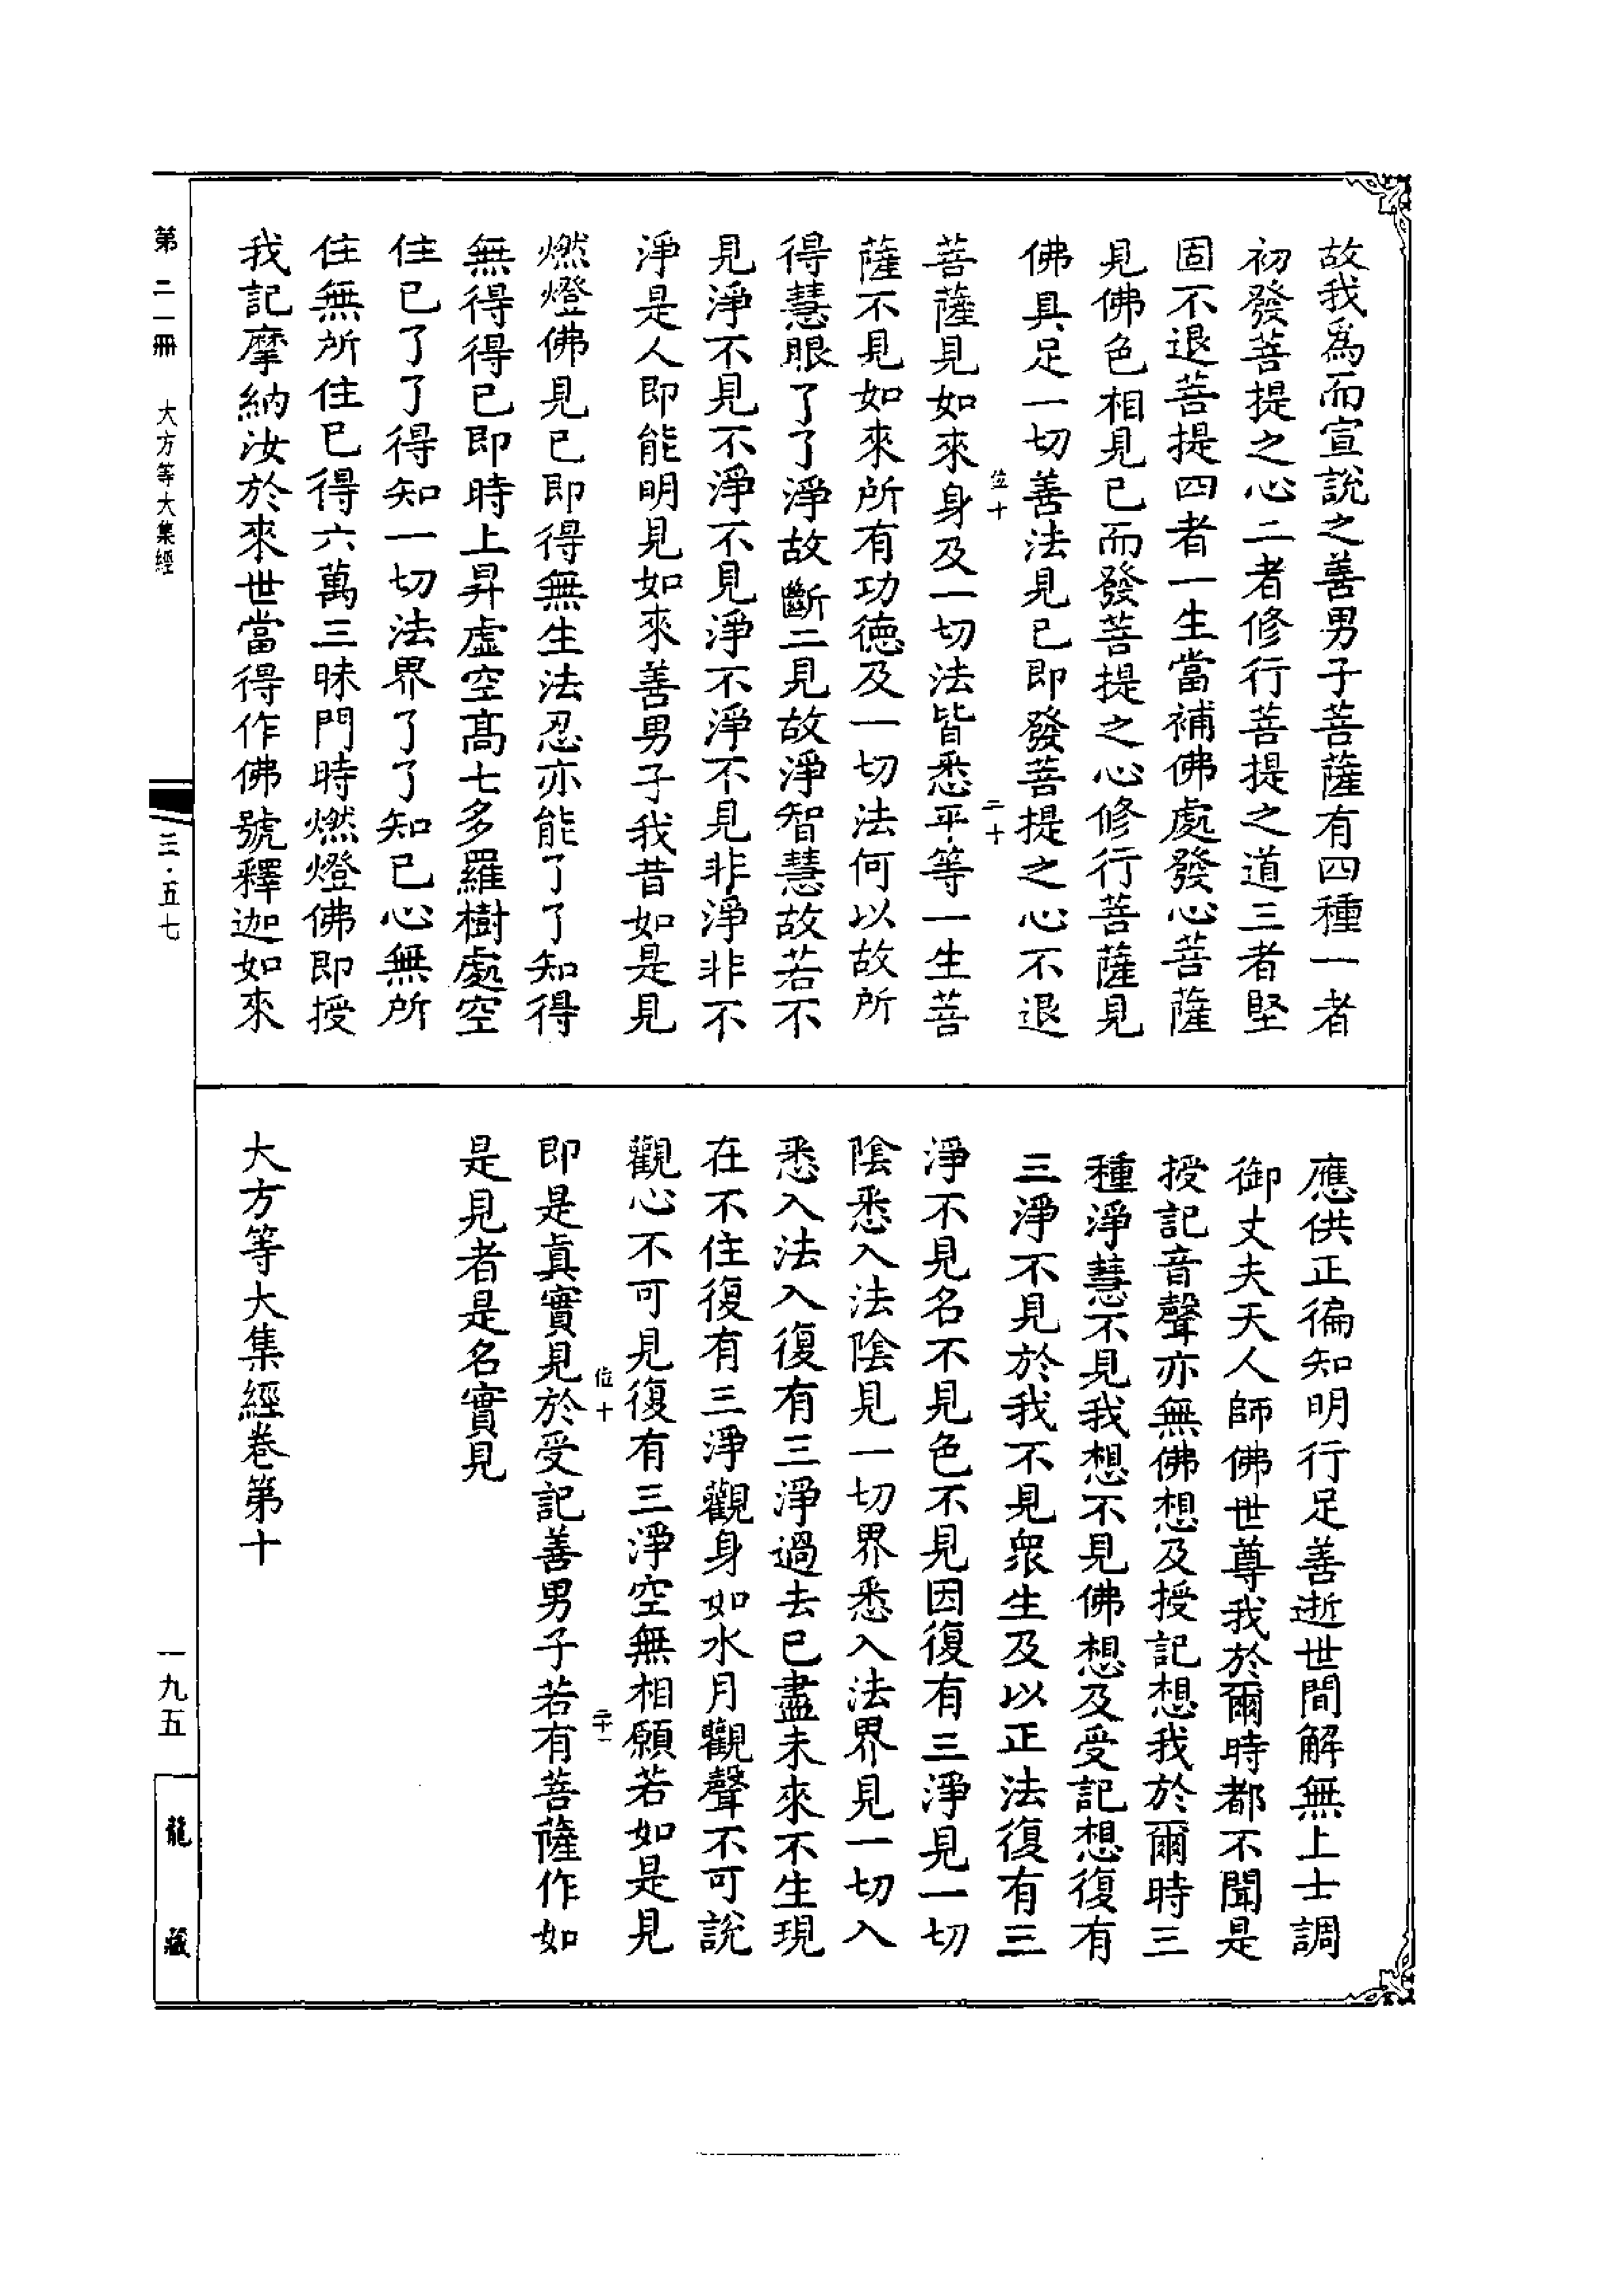 故我爲而宣說之善男子菩薩有四種一者
初發菩提之心二者修行菩提之道三者堅
固不退菩提四者一生當補佛處發心菩薩
見佛色相見已而發菩提之心修行菩薩見
佛具足一切善法見已即發菩提之心不退
位十
二十
菩薩見如來身及一切法皆悉平等一生菩
薩不見如來所有功德及一切法何以故所
得慧眼了了淨故斷二見故淨智慧故若不
見淨不見不淨不見淨不淨不見非淨非不
淨是人即能明見如來善男子我昔如是見
燃燈佛見已即得無生法忍亦能了了知得
無得得已即時上昇虛空高七多羅樹處空
住已了了得知一切法界了了知已心無所
住無所住已得六萬三昧門時燃燈佛即授
我記摩納汝於來世當得作佛號釋迦如來
應供正徧知明行足善逝世間解無上士調
御丈夫天人師佛世尊我於爾時都不聞是
授記音聲亦無佛想及授記想我於爾時三
種淨慧不見我想不見佛想及受記想復有
三淨不見於我不見衆生及以正法復有三
淨不見名不見色不見因復有三淨見一切
陰悉入法陰見一切界悉入法界見一切入
悉入法入復有三淨過去已盡未來不生現
在不住復有三淨觀身如水月觀聲不可說
觀心不可見復有三淨空無相願若如是見
位十
二十一
即是眞實見於受記善男子若有菩薩作如
是見者是名實見
大方等大集經卷第十
第二一冊
大方等大集經
三·五七
一九五
龍藏